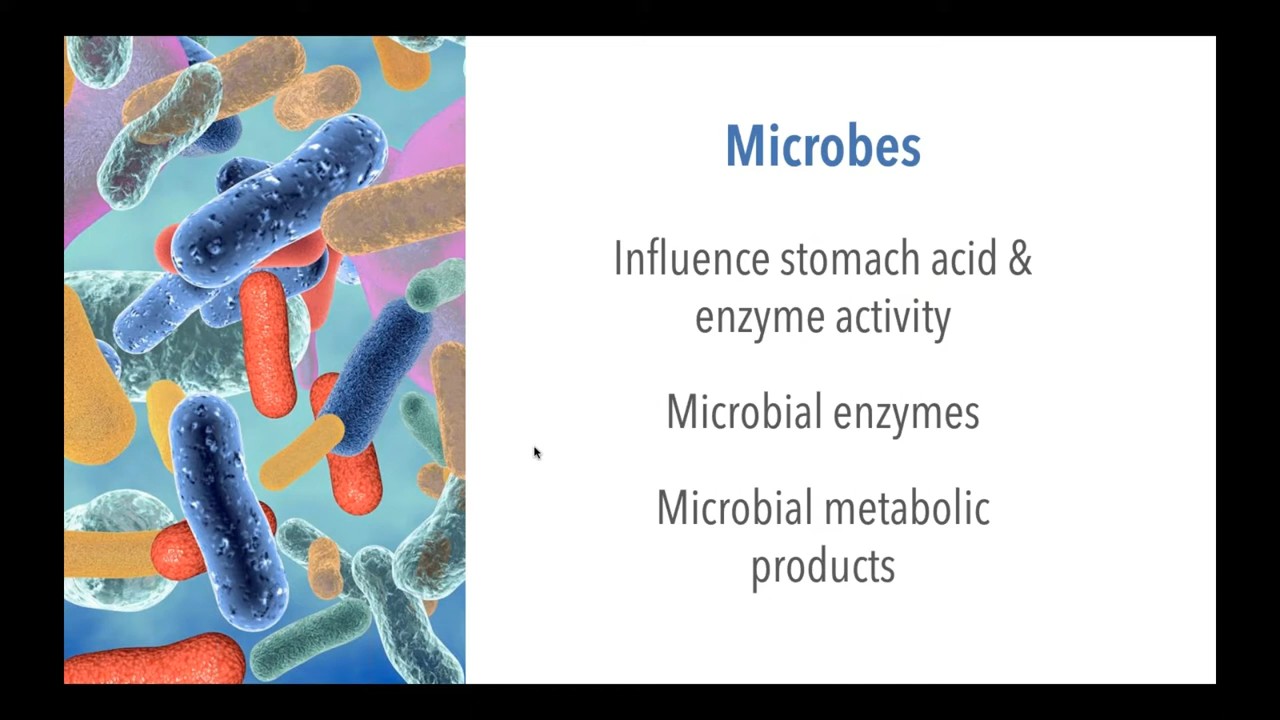 Microbes
Influence stomach acid &
enzyme activity
Microbial enzymes
Microbial metabolic
products